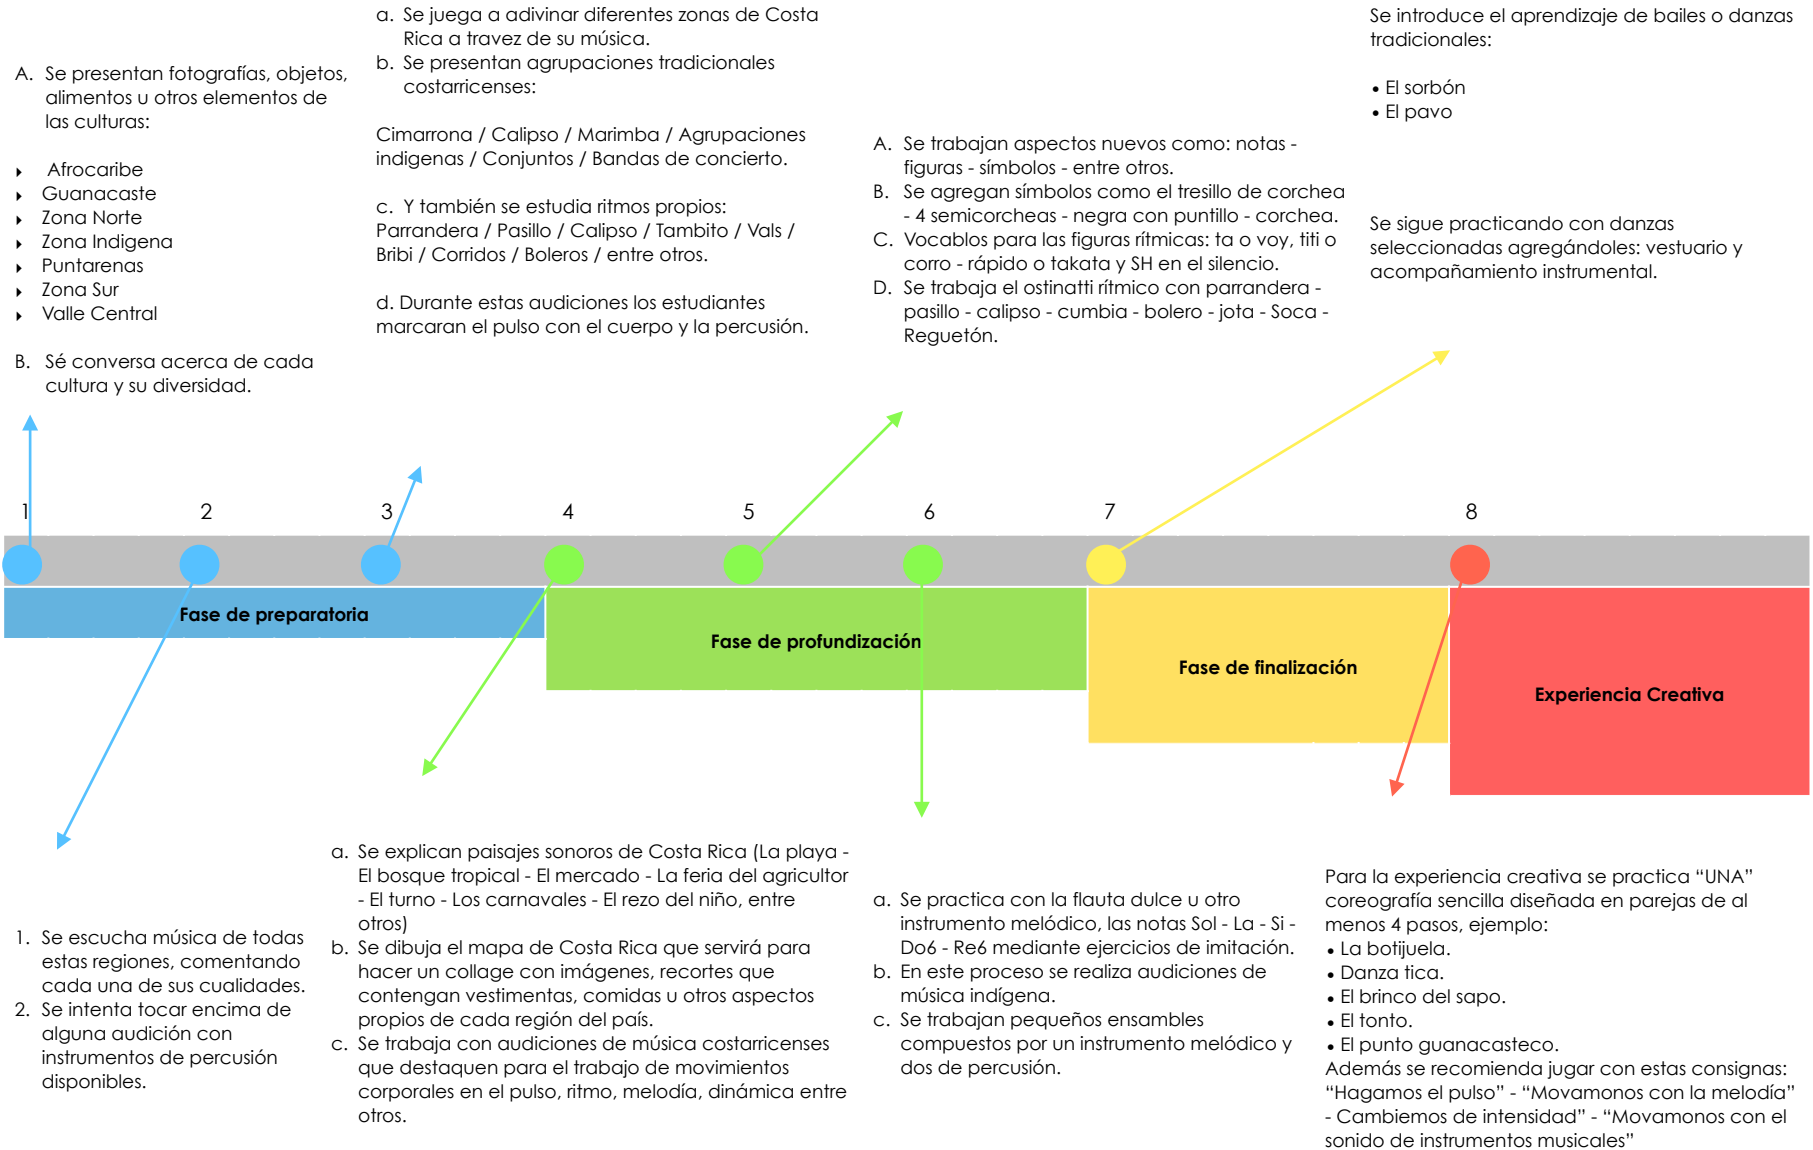 A. Se presentan fotografías, objetos,
alimentos u otros elementos de
las culturas:
Afrocaribe
Guanacaste
Zona Norte
Zona Indigena
Puntarenas
Zona Sur
Valle Central
B. Sé conversa acerca de cada
cultura y su diversidad.
a. Se juega a adivinar diferentes zonas de Costa
Rica a travez de su música.
b. Se presentan agrupaciones tradicionales
costarricenses:
Cimarrona / Calipso / Marimba / Agrupaciones
indigenas / Conjuntos / Bandas de concierto.
c. Y también se estudia ritmos propios:
Parrandera / Pasillo / Calipso / Tambito / Vals /
Bribi / Corridos / Boleros / entre otros.
d. Durante estas audiciones los estudiantes
marcaran el pulso con el cuerpo y la percusión.
A. Se trabajan aspectos nuevos como: notas -
figuras - símbolos - entre otros.
B. Se agregan símbolos como el tresillo de corchea
- 4 semicorcheas - negra con puntillo - corchea.
C. Vocablos para las figuras rítmicas: ta o voy, titi o
corro - rápido o takata y SH en el silencio.
D. Se trabaja el ostinatti rítmico con parrandera -
pasillo - calipso - cumbia - bolero - jota - Soca -
Reguetón.
Se introduce el aprendizaje de bailes o danzas
tradicionales:
• El sorbón
• El pavo
Se sigue practicando con danzas
seleccionadas agregándoles: vestuario y
acompañamiento instrumental.
1 2 3 4 5 6 7 8
Fase de preparatoria
Fase de profundización
Fase de finalización
Experiencia Creativa
1. Se escucha música de todas
estas regiones, comentando
cada una de sus cualidades.
2. Se intenta tocar encima de
alguna audición con
instrumentos de percusión
disponibles.
a. Se explican paisajes sonoros de Costa Rica (La playa -
El bosque tropical - El mercado - La feria del agricultor
- El turno - Los carnavales - El rezo del niño, entre
otros)
b. Se dibuja el mapa de Costa Rica que servirá para
hacer un collage con imágenes, recortes que
contengan vestimentas, comidas u otros aspectos
propios de cada región del país.
c. Se trabaja con audiciones de música costarricenses
que destaquen para el trabajo de movimientos
corporales en el pulso, ritmo, melodía, dinámica entre
otros.
a. Se practica con la flauta dulce u otro
instrumento melódico, las notas Sol - La - Si -
Do6 - Re6 mediante ejercicios de imitación.
b. En este proceso se realiza audiciones de
música indígena.
c. Se trabajan pequeños ensambles
compuestos por un instrumento melódico y
dos de percusión.
Para la experiencia creativa se practica “UNA”
coreografía sencilla diseñada en parejas de al
menos 4 pasos, ejemplo:
• La botijuela.
• Danza tica.
• El brinco del sapo.
• El tonto.
• El punto guanacasteco.
Además se recomienda jugar con estas consignas:
“Hagamos el pulso” - “Movamonos con la melodía”
- Cambiemos de intensidad” - “Movamonos con el
sonido de instrumentos musicales”